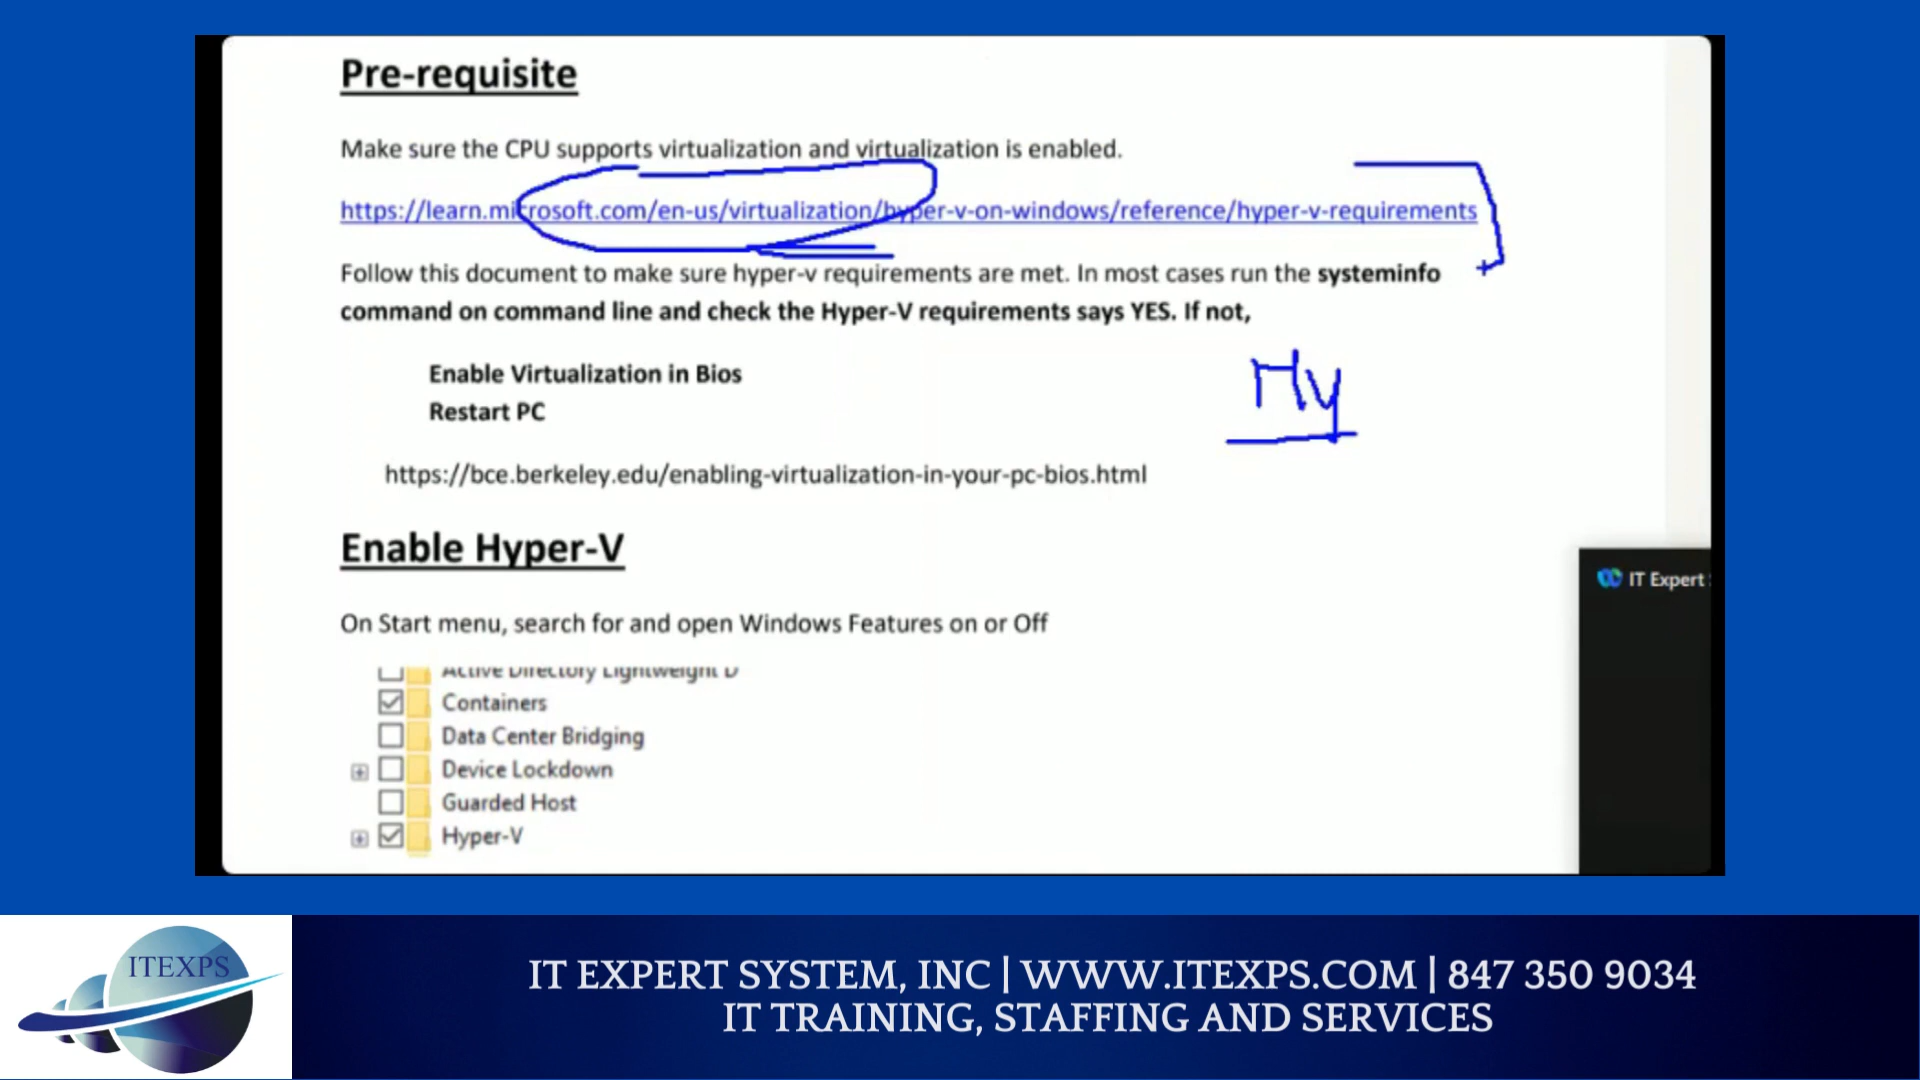 Pre-requisite
Make sure the CPU supports virtualization and virtualization is enabled.
https://learn.microsoft.com/en-us/virtualization/hyper-v-on-windows/reference/hyper-v-requirements
Follow this document to make sure hyper-v requirements are met. In most cases run the systeminfo
command on command line and check the Hyper-V requirements says YES. If not,
Enable Virtualization in Bios
Restart PC
Hy
https://bce.berkeley.edu/enabling-virtualization-in-your-pc-bios.html
Enable Hyper-V
IT Expert
On Start menu, search for and open Windows Features on or Off
Active Directory Lightweight D
Containers
Data Center Bridging
Device Lockdown
Guarded Host
Hyper-V
ITEXPS
IT EXPERT SYSTEM, INC | WWW.ITEXPS.COM | 847 350 9034
IT TRAINING, STAFFING AND SERVICES